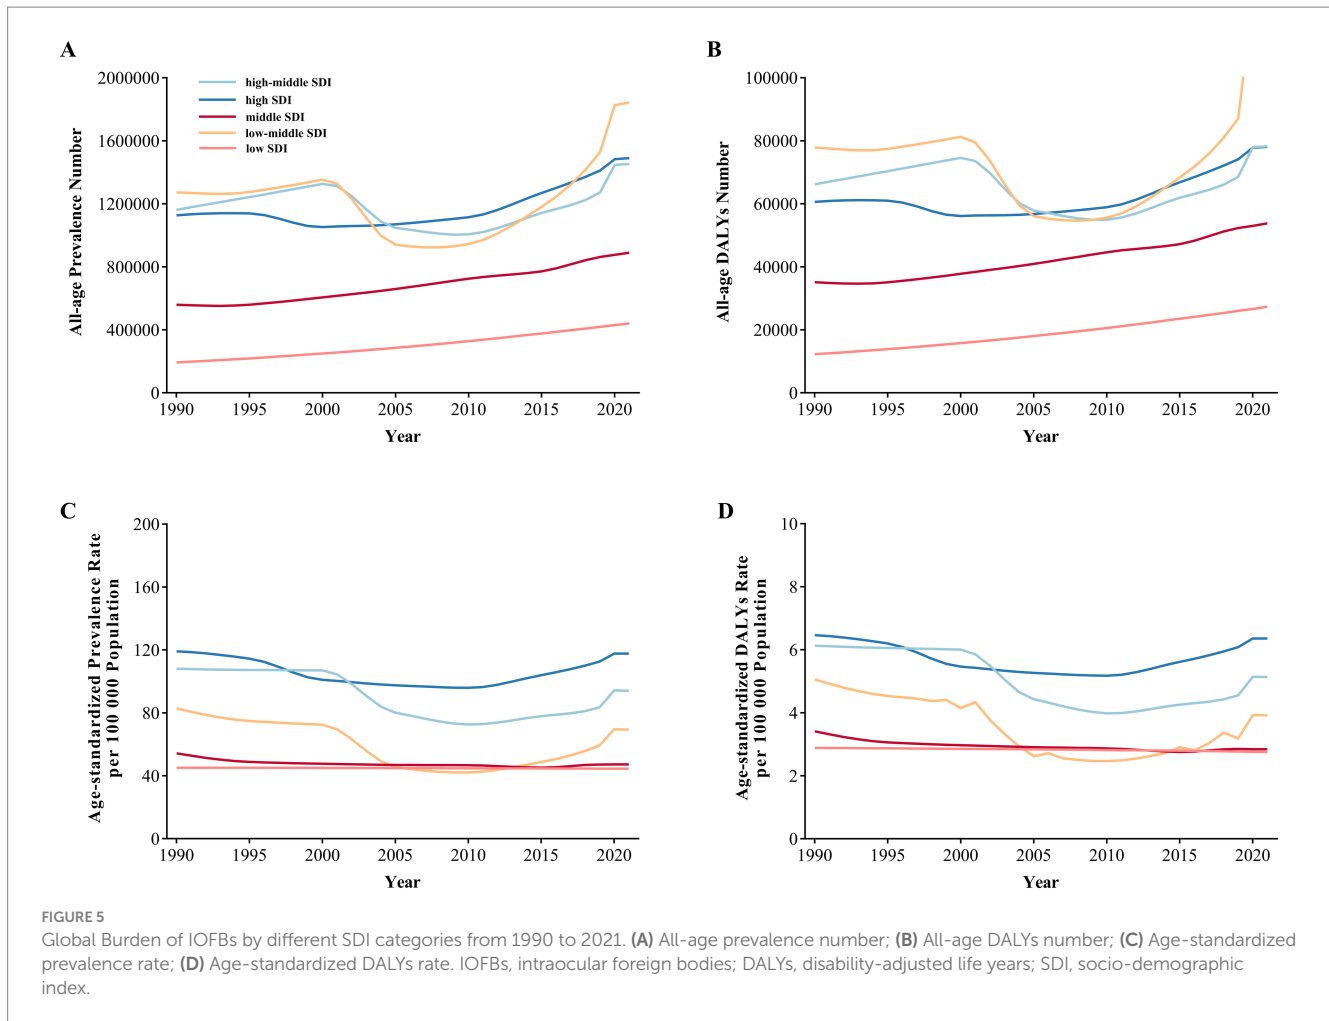 A
All-age Prevalence Number
2000000
1600000
1200000
800000
400000
0
high-middle SDI
high SDI
middle SDI
low-middle SDI
low SDI
1990 1995 2000 2005 2010 2015 2020
Year
B
All-age DALYs Number
100000
80000
60000
40000
20000
0
1990 1995 2000 2005 2010 2015 2020
Year
C
Age-standardized Prevalence Rate
per 100 000 Population
200
160
120
80
40
0
1990 1995 2000 2005 2010 2015 2020
Year
D
Age-standardized DALYs Rate
per 100 000 Population
10
8
6
4
2
0
1990 1995 2000 2005 2010 2015 2020
Year
FIGURE 5
Global Burden of IOFBs by different SDI categories from 1990 to 2021. (A) All-age prevalence number; (B) All-age DALYs number; (C) Age-standardized
prevalence rate; (D) Age-standardized DALYs rate. IOFBs, intraocular foreign bodies; DALYs, disability-adjusted life years; SDI, socio-demographic
index.